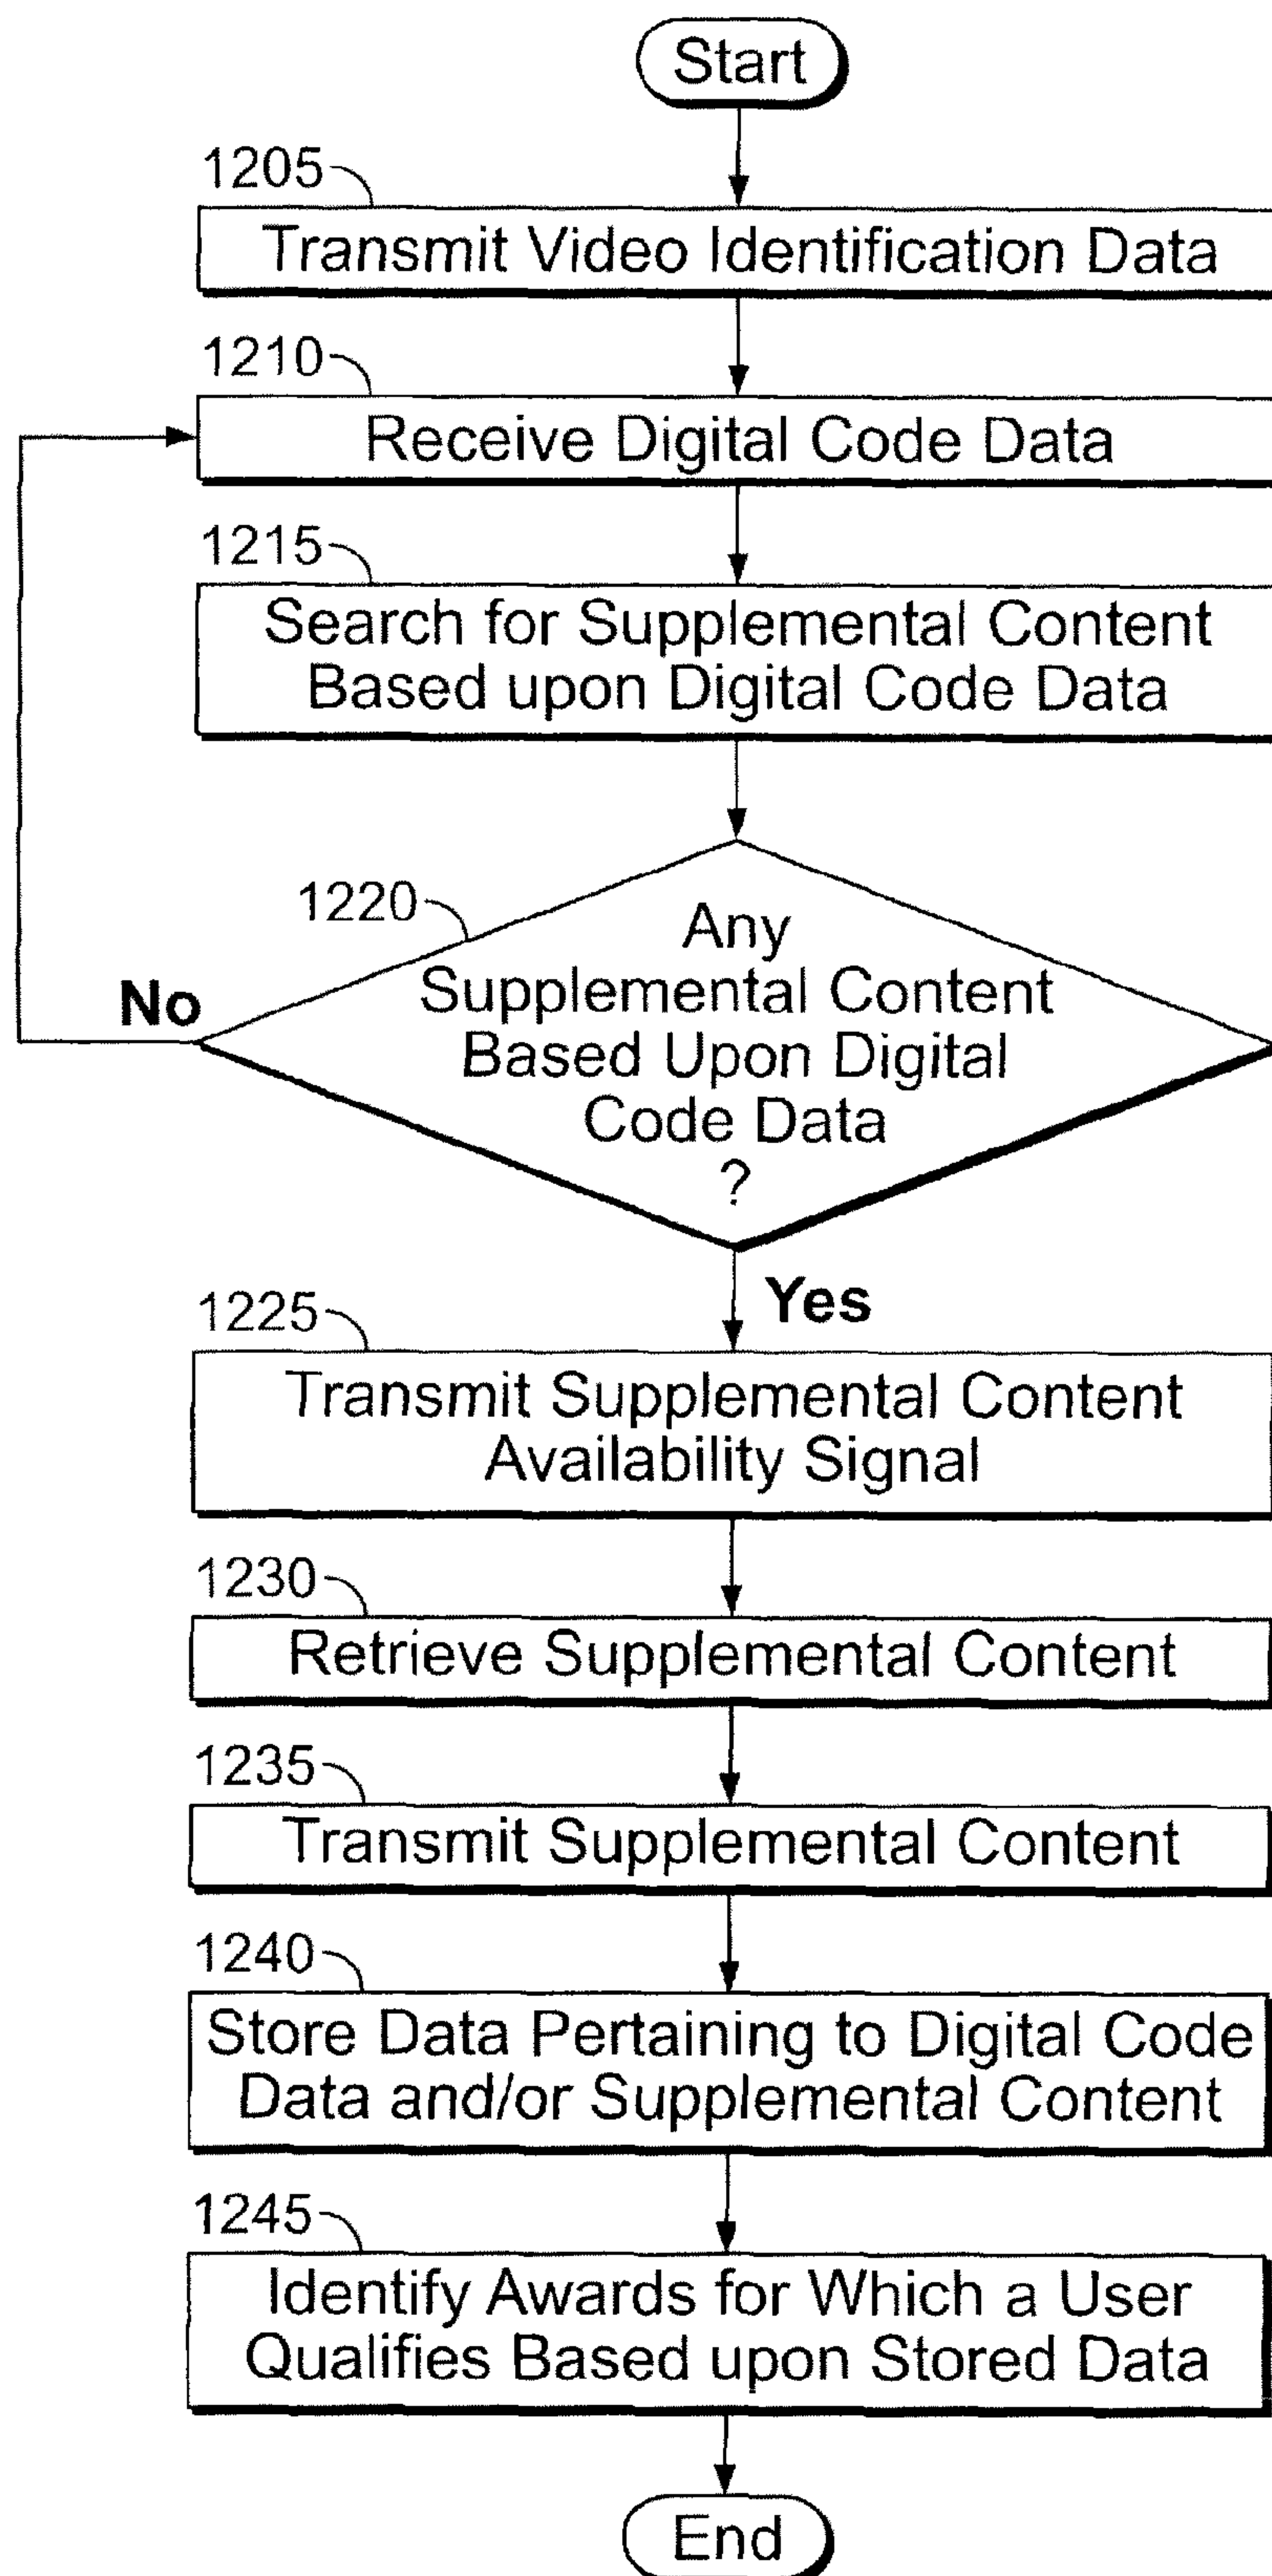 Start
1205
Transmit Video Identification Data
1210
Receive Digital Code Data
1215
Search for Supplemental Content
Based upon Digital Code Data
1220
Any
Supplemental Content
Based Upon Digital
Code Data
?
No
Yes
1225
Transmit Supplemental Content
Availability Signal
1230
Retrieve Supplemental Content
1235
Transmit Supplemental Content
1240
Store Data Pertaining to Digital Code
Data and/or Supplemental Content
1245
Identify Awards for Which a User
Qualifies Based upon Stored Data
End